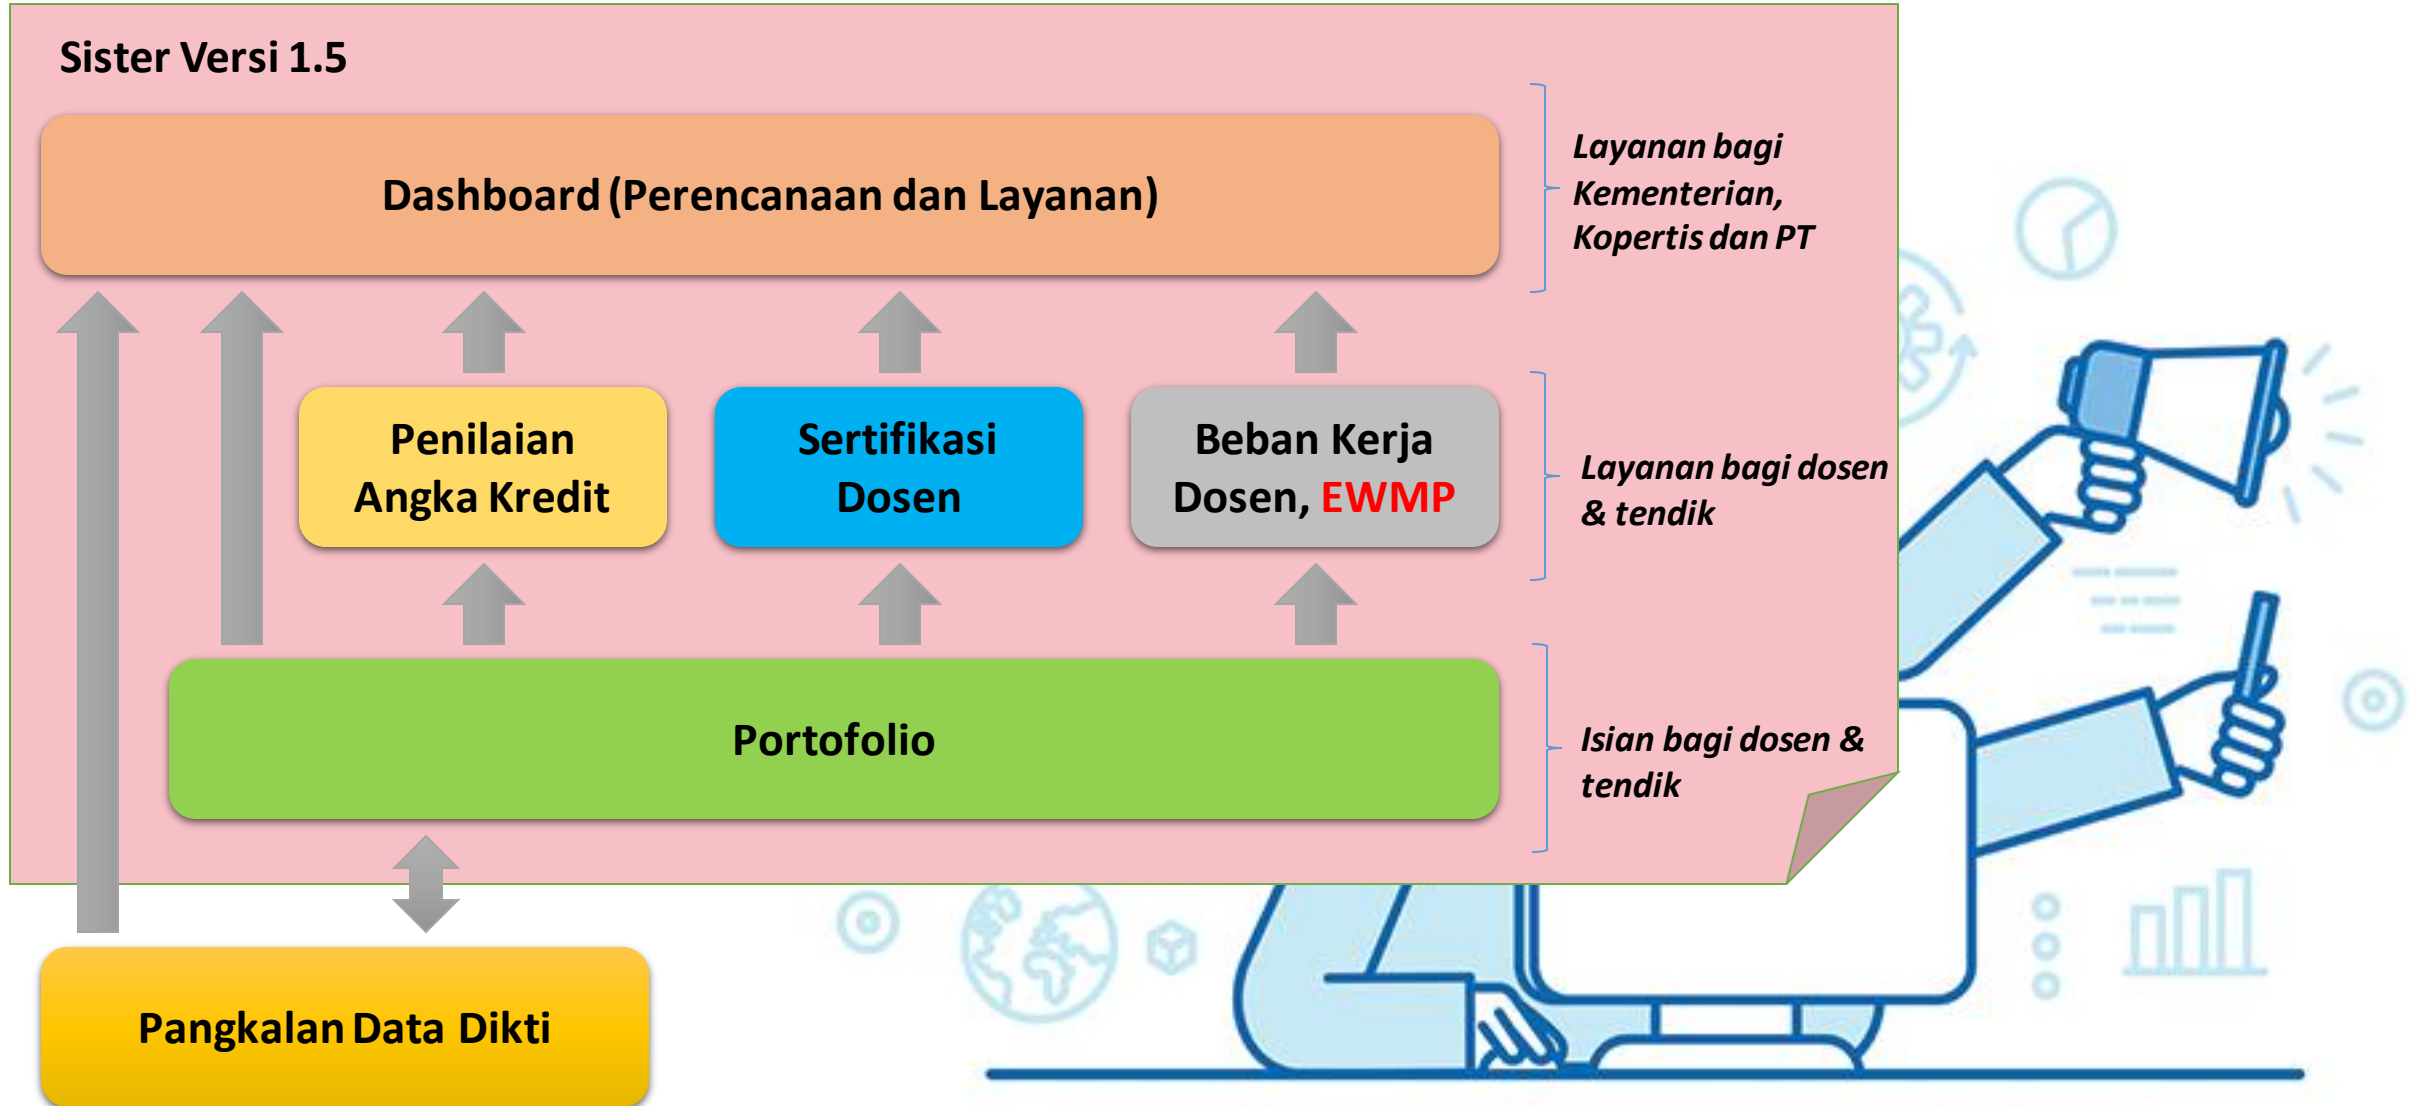 Sister Versi 1.5
Dashboard (Perencanaan dan Layanan)
Layanan bagi
Kementerian,
Kopertis dan PT
Penilaian
Angka Kredit
Sertifikasi
Dosen
Beban Kerja
Dosen, EWMP
Layanan bagi dosen
& tendik
Portofolio
Isian bagi dosen &
tendik
Pangkalan Data Dikti